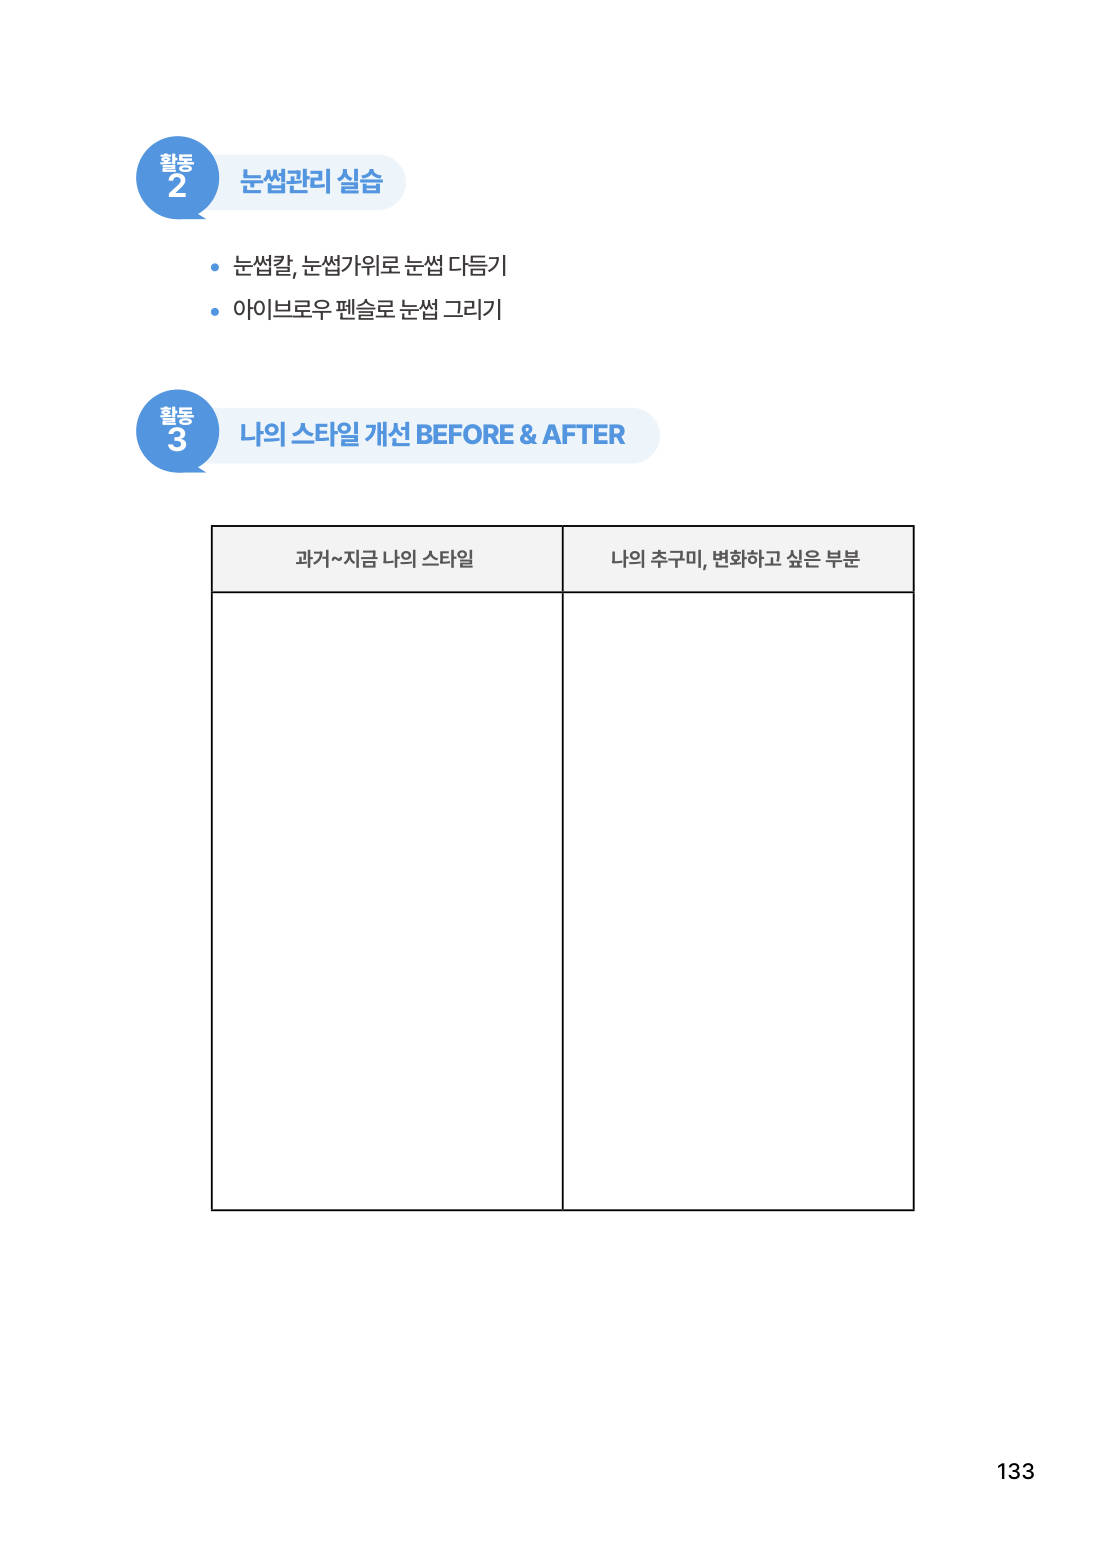 활동
2
눈썹관리 실습
눈썹칼, 눈썹가위로 눈썹 다듬기
아이브로우 펜슬로 눈썹 그리기
활동
3
나의 스타일 개선 BEFORE & AFTER
과거~지금 나의 스타일
나의 추구미, 변화하고 싶은 부분
133